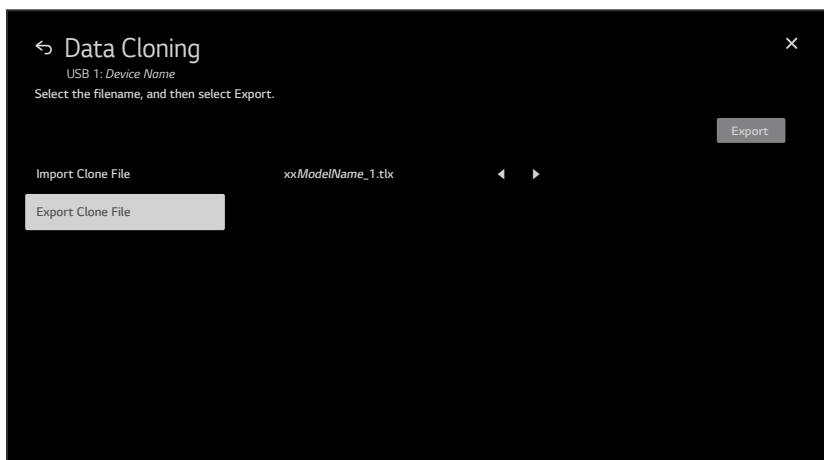 Data Cloning
USB 1: Device Name
Select the filename, and then select Export.
Export
Import Clone File
xxModelName_1.tlx
Export Clone File